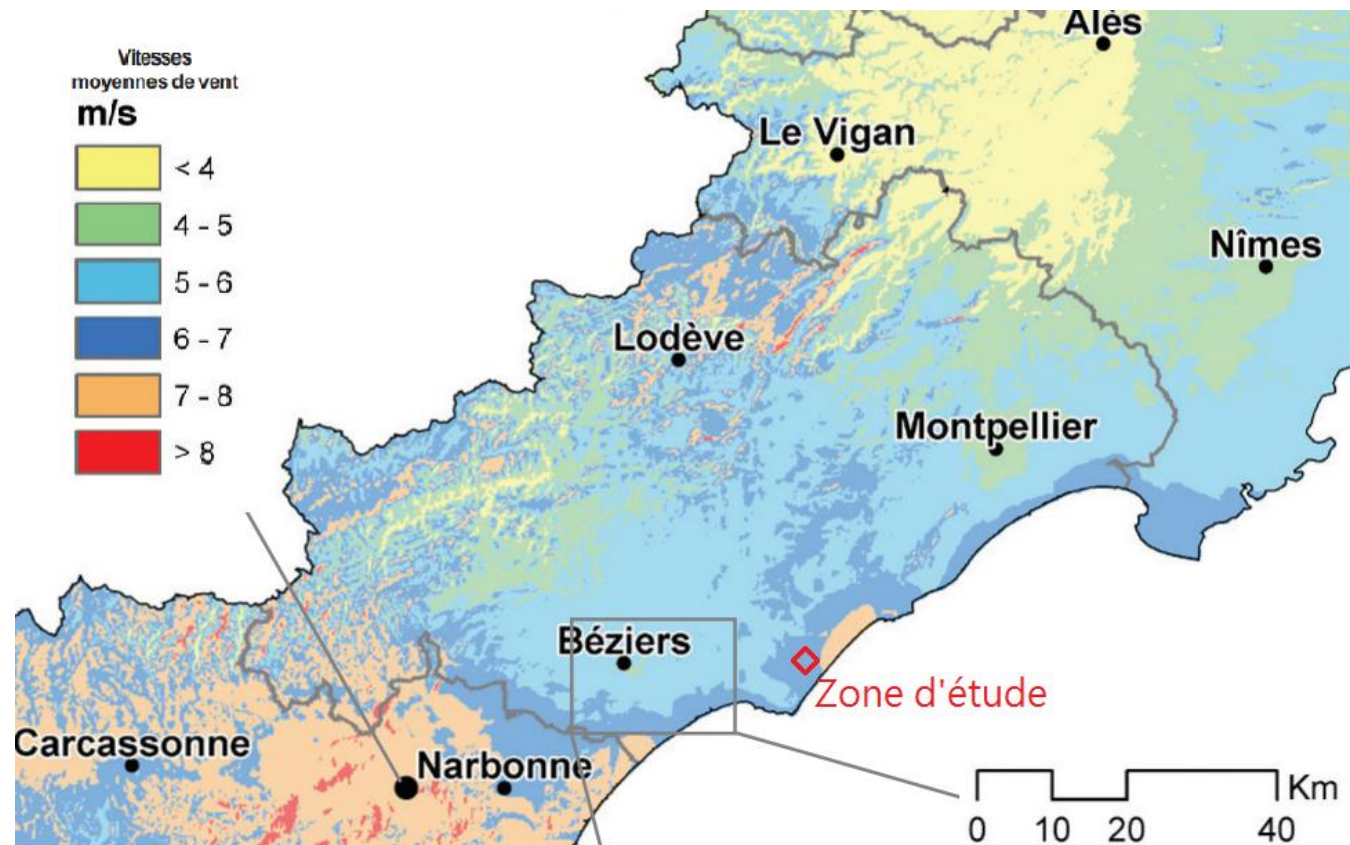 Vitesses
moyennes de vent
m/s
< 4
4 - 5
5 - 6
6 - 7
7 - 8
> 8
Alès
Le Vigan
Nîmes
Lodève
Montpellier
Béziers
Zone d'étude
Carcassonne
Narbonne
Km
0 10 20 40